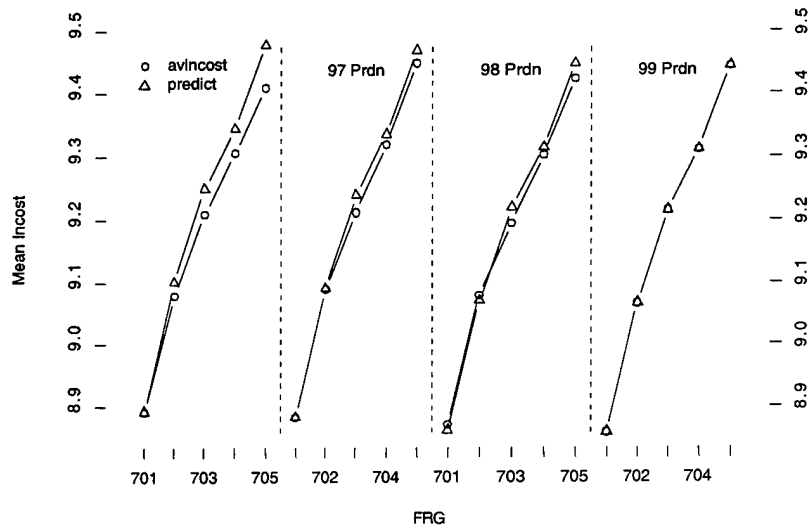 9.5
9.4
9.3
9.2
9.1
9.0
8.9
Mean lncost
avlncost
predict
97 Prdn
98 Prdn
99 Prdn
9.5
9.4
9.3
9.2
9.1
9.0
8.9
701 703 705 702 704 701 703 705 702 704
FRG